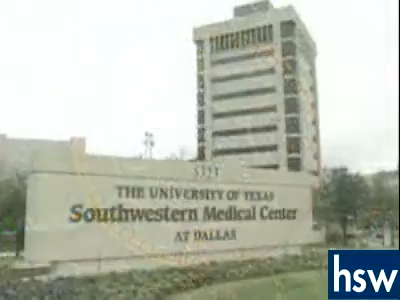 5323
THE UNIVERSITY OF TEXAS
Southwestern Medical Center
AT DALLAS
hsw